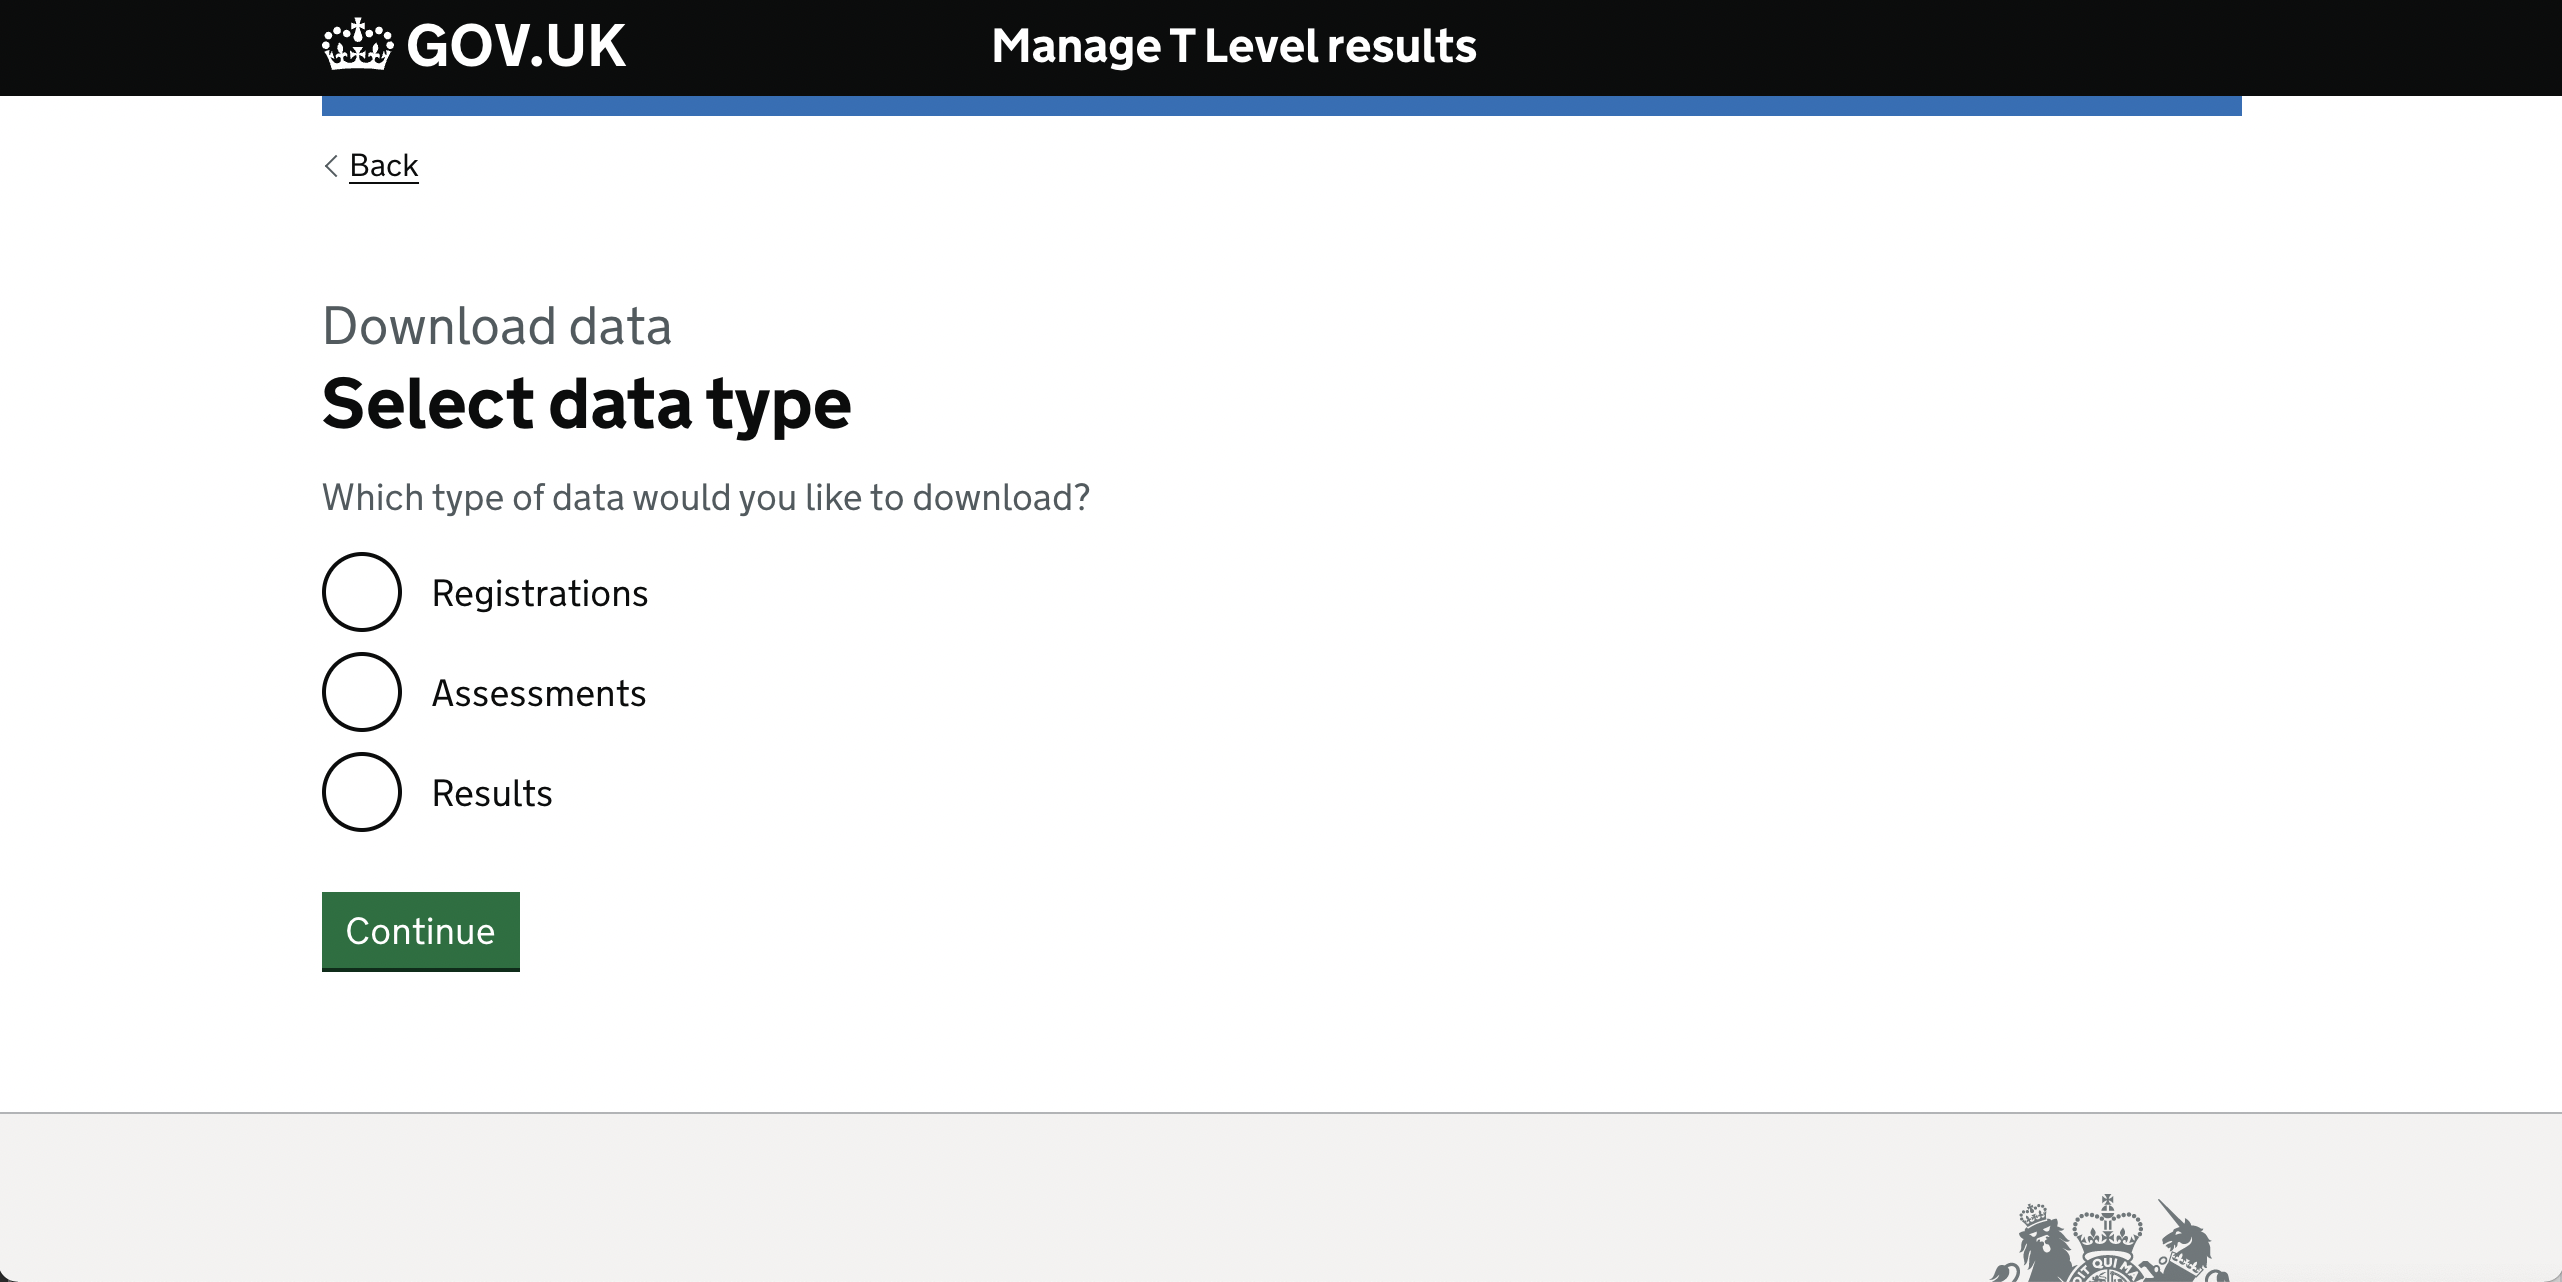 GOV.UK
Manage T Level results
Back
Download data
Select data type
Which type of data would you like to download?
Registrations
Assessments
Results
Continue
QUI